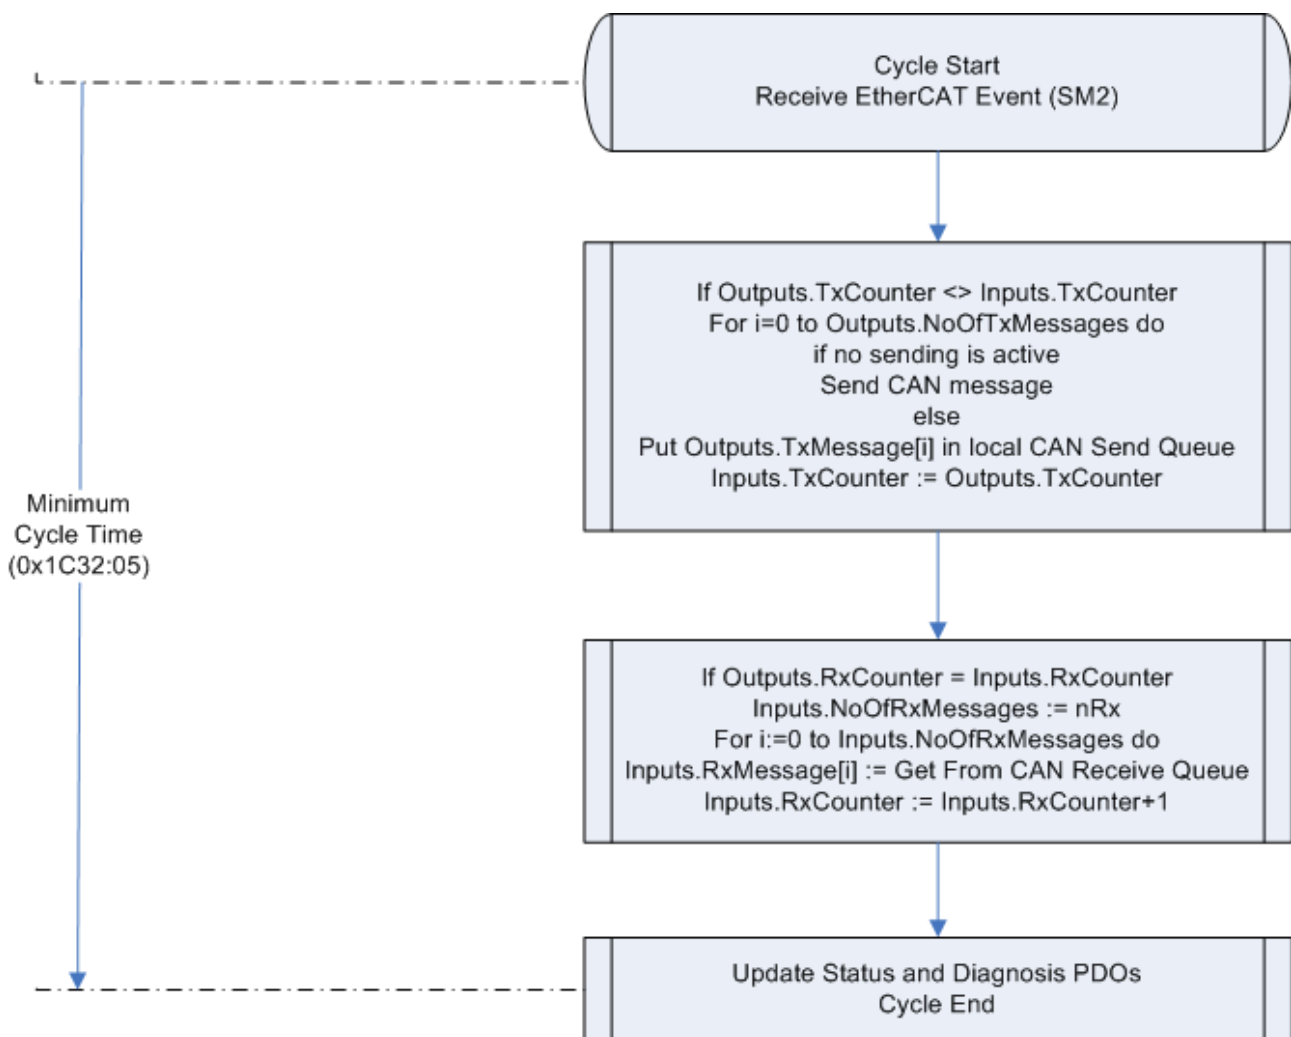 Cycle Start
Receive EtherCAT Event (SM2)
If Outputs.TxCounter <> Inputs.TxCounter
For i=0 to Outputs.NoOfTxMessages do
if no sending is active
Send CAN message
else
Put Outputs.TxMessage[i] in local CAN Send Queue
Inputs.TxCounter := Outputs.TxCounter
Minimum
Cycle Time
(0x1C32:05)
If Outputs.RxCounter = Inputs.RxCounter
Inputs.NoOfRxMessages := nRx
For i:=0 to Inputs.NoOfRxMessages do
Inputs.RxMessage[i] := Get From CAN Receive Queue
Inputs.RxCounter := Inputs.RxCounter+1
Update Status and Diagnosis PDOs
Cycle End